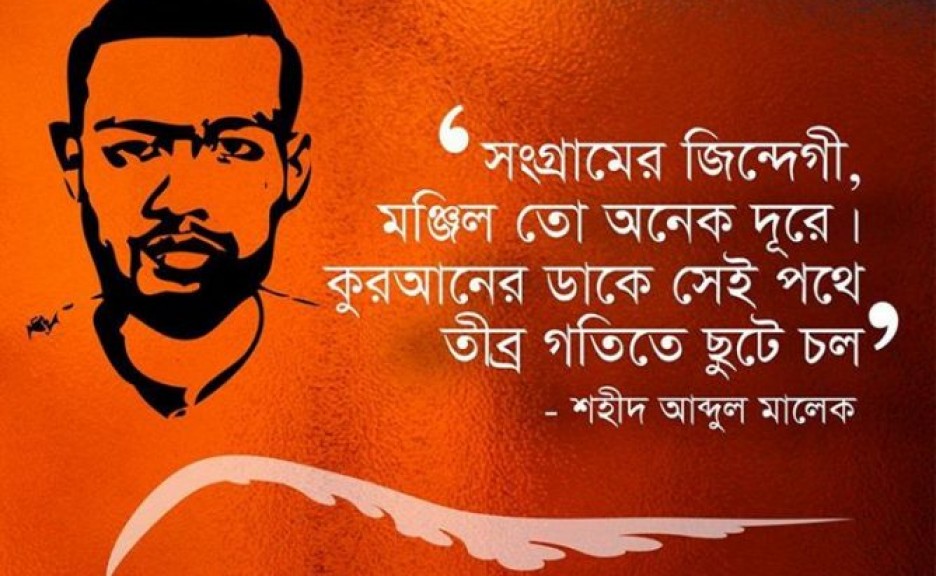 ‘সংগ্রামের জিন্দেগী,
মঞ্জিল তো অনেক দূরে।
কুরআনের ডাকে সেই পথে
তীব্র গতিতে ছুটে চল’
- শহীদ আব্দুল মালেক